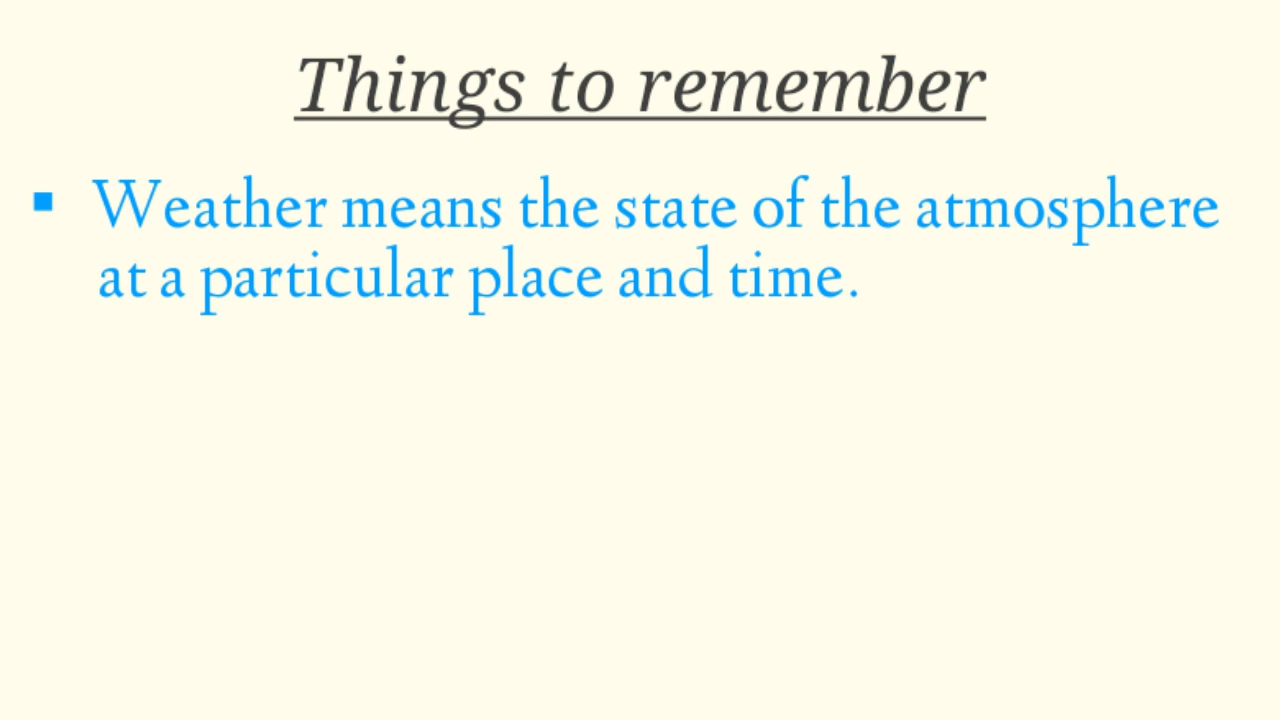 Things to remember
▪ Weather means the state of the atmosphere
at a particular place and time.